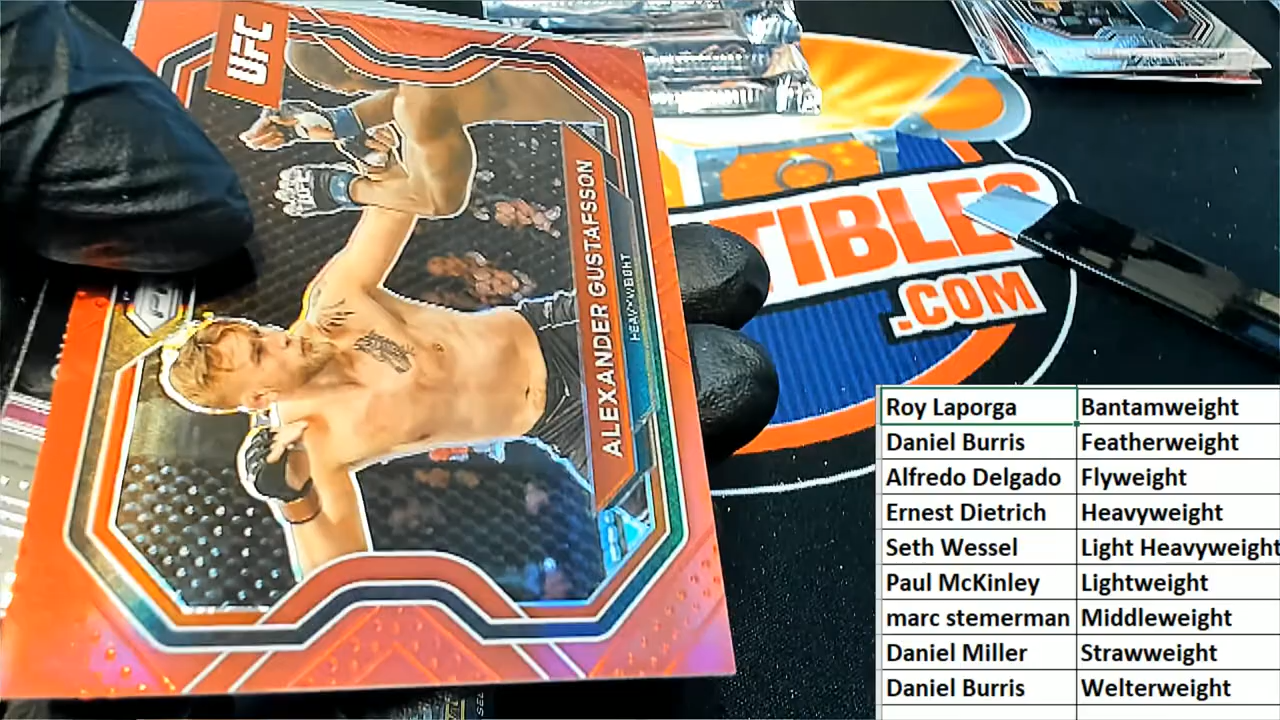 UFC
ALEXANDER GUSTAFSSON
HEAVYWEIGHT
TIBLES
.COM
Roy Laporga Bantamweight
Daniel Burris Featherweight
Alfredo Delgado Flyweight
Ernest Dietrich Heavyweight
Seth Wessel Light Heavyweight
Paul McKinley Lightweight
marc stemerman Middleweight
Daniel Miller Strawweight
Daniel Burris Welterweight